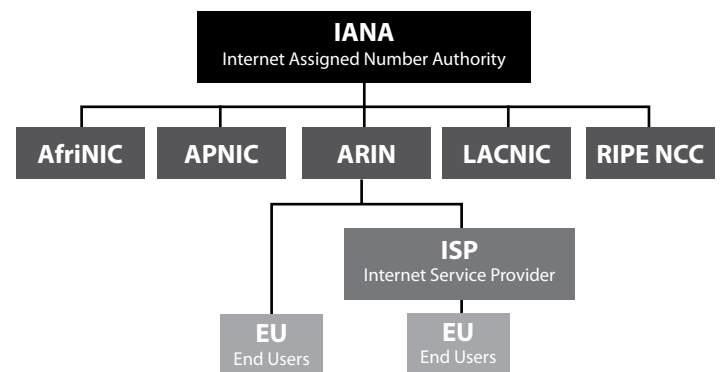 IANA
Internet Assigned Number Authority
AfriNIC APNIC ARIN LACNIC RIPE NCC
ISP
Internet Service Provider
EU
End Users
EU
End Users